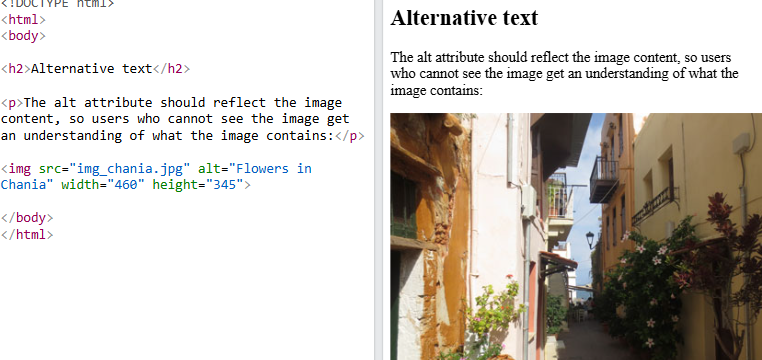 <!DOCTYPE html>
<html>
<body>
<h2>Alternative text</h2>
<p>The alt attribute should reflect the image
content, so users who cannot see the image get
an understanding of what the image contains:</p>
<img src="img_chania.jpg" alt="Flowers in
Chania" width="460" height="345">
</body>
</html>
Alternative text
The alt attribute should reflect the image content, so users
who cannot see the image get an understanding of what the
image contains: